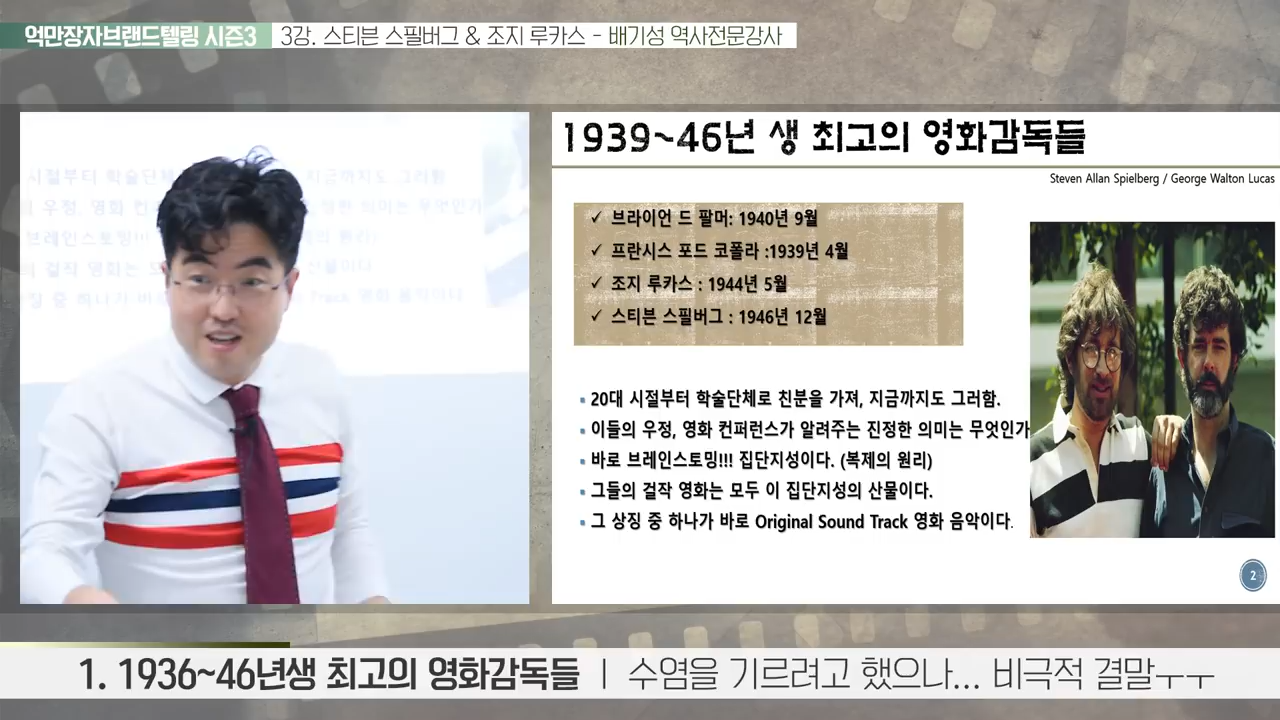 억만장자브랜드텔링 시즌3 3강. 스티븐 스필버그 & 조지 루카스 - 배기성 역사전문강사
1939~46년 생 최고의 영화감독들
Steven Allan Spielberg / George Walton Lucas
✓ 브라이언 드 팔머: 1940년 9월
✓ 프란시스 포드 코폴라 :1939년 4월
✓ 조지 루카스 : 1944년 5월
✓ 스티븐 스필버그 : 1946년 12월
▪ 20대 시절부터 학술단체로 친분을 가져, 지금까지도 그러함.
▪ 이들의 우정, 영화 컨퍼런스가 알려주는 진정한 의미는 무엇인가
▪ 바로 브레인스토밍!!! 집단지성이다. (복제의 원리)
▪ 그들의 걸작 영화는 모두 이 집단지성의 산물이다.
▪ 그 상징 중 하나가 바로 Original Sound Track 영화 음악이다.
2
1. 1936~46년생 최고의 영화감독들 | 수염을 기르려고 했으나... 비극적 결말ㅜㅜ